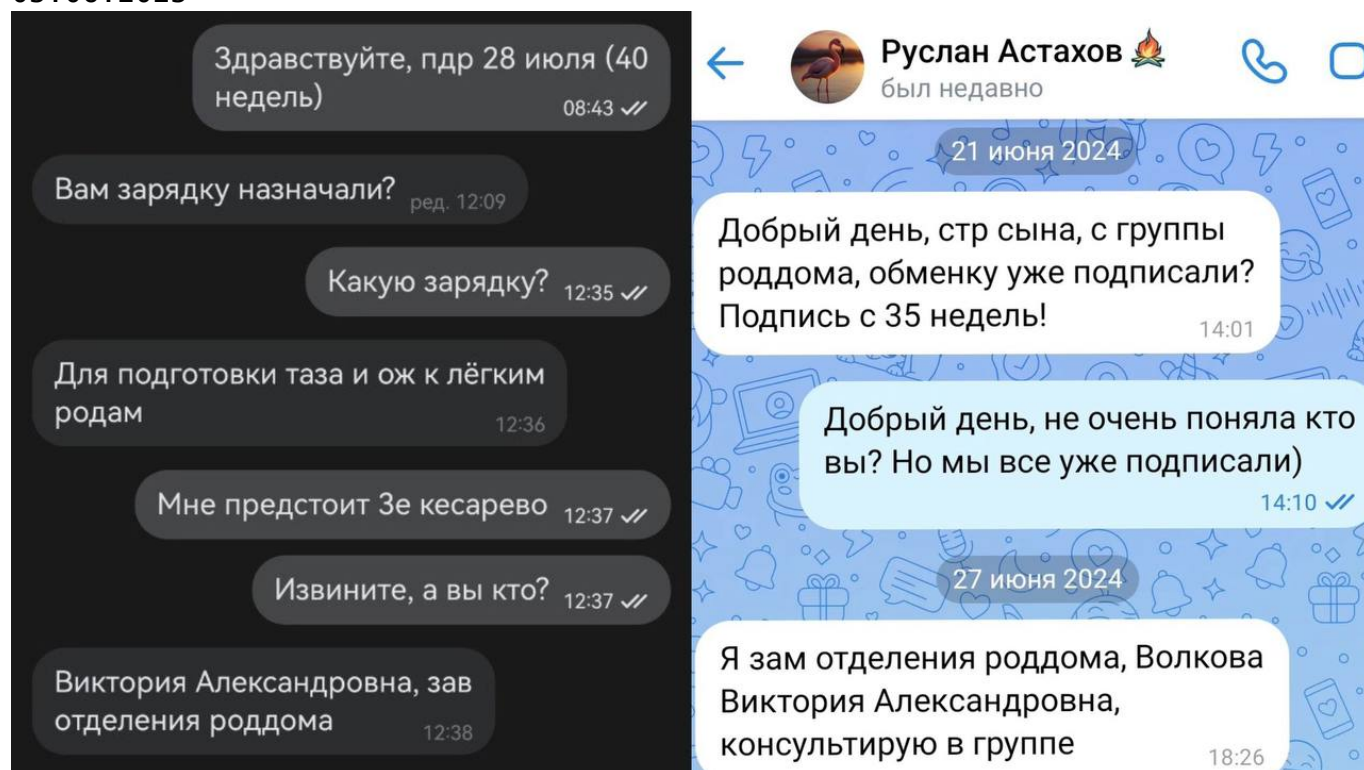 Здравствуйте, пдр 28 июля (40
недель)
08:43
Вам зарядку назначали?
ред. 12:09
Какую зарядку?
12:35
Для подготовки таза и ож к лёгким
родам
12:36
Мне предстоит 3е кесарево
12:37
Извините, а вы кто?
12:37
Виктория Александровна, зав
отделения роддома
12:38
Руслан Астахов
был недавно
21 июня 2024
Добрый день, стр сына, с группы
роддома, обменку уже подписали?
Подпись с 35 недель!
14:01
Добрый день, не очень поняла кто
вы? Но мы все уже подписали)
14:10
27 июня 2024
Я зам отделения роддома, Волкова
Виктория Александровна,
консультирую в группе
18:26